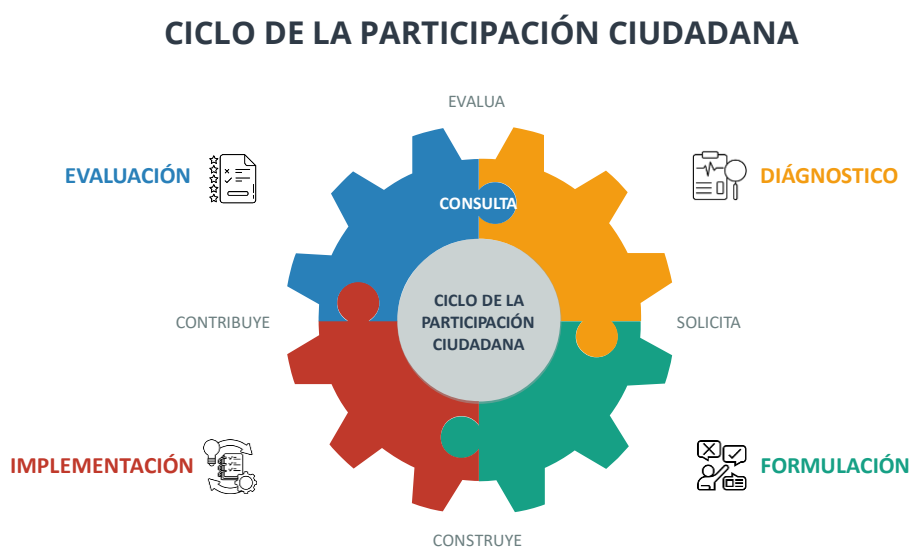 CICLO DE LA PARTICIPACIÓN CIUDADANA
EVALUA
EVALUACIÓN
DIÁGNOSTICO
CONSULTA
CICLO DE LA
PARTICIPACIÓN
CIUDADANA
CONTRIBUYE
SOLICITA
IMPLEMENTACIÓN
FORMULACIÓN
CONSTRUYE